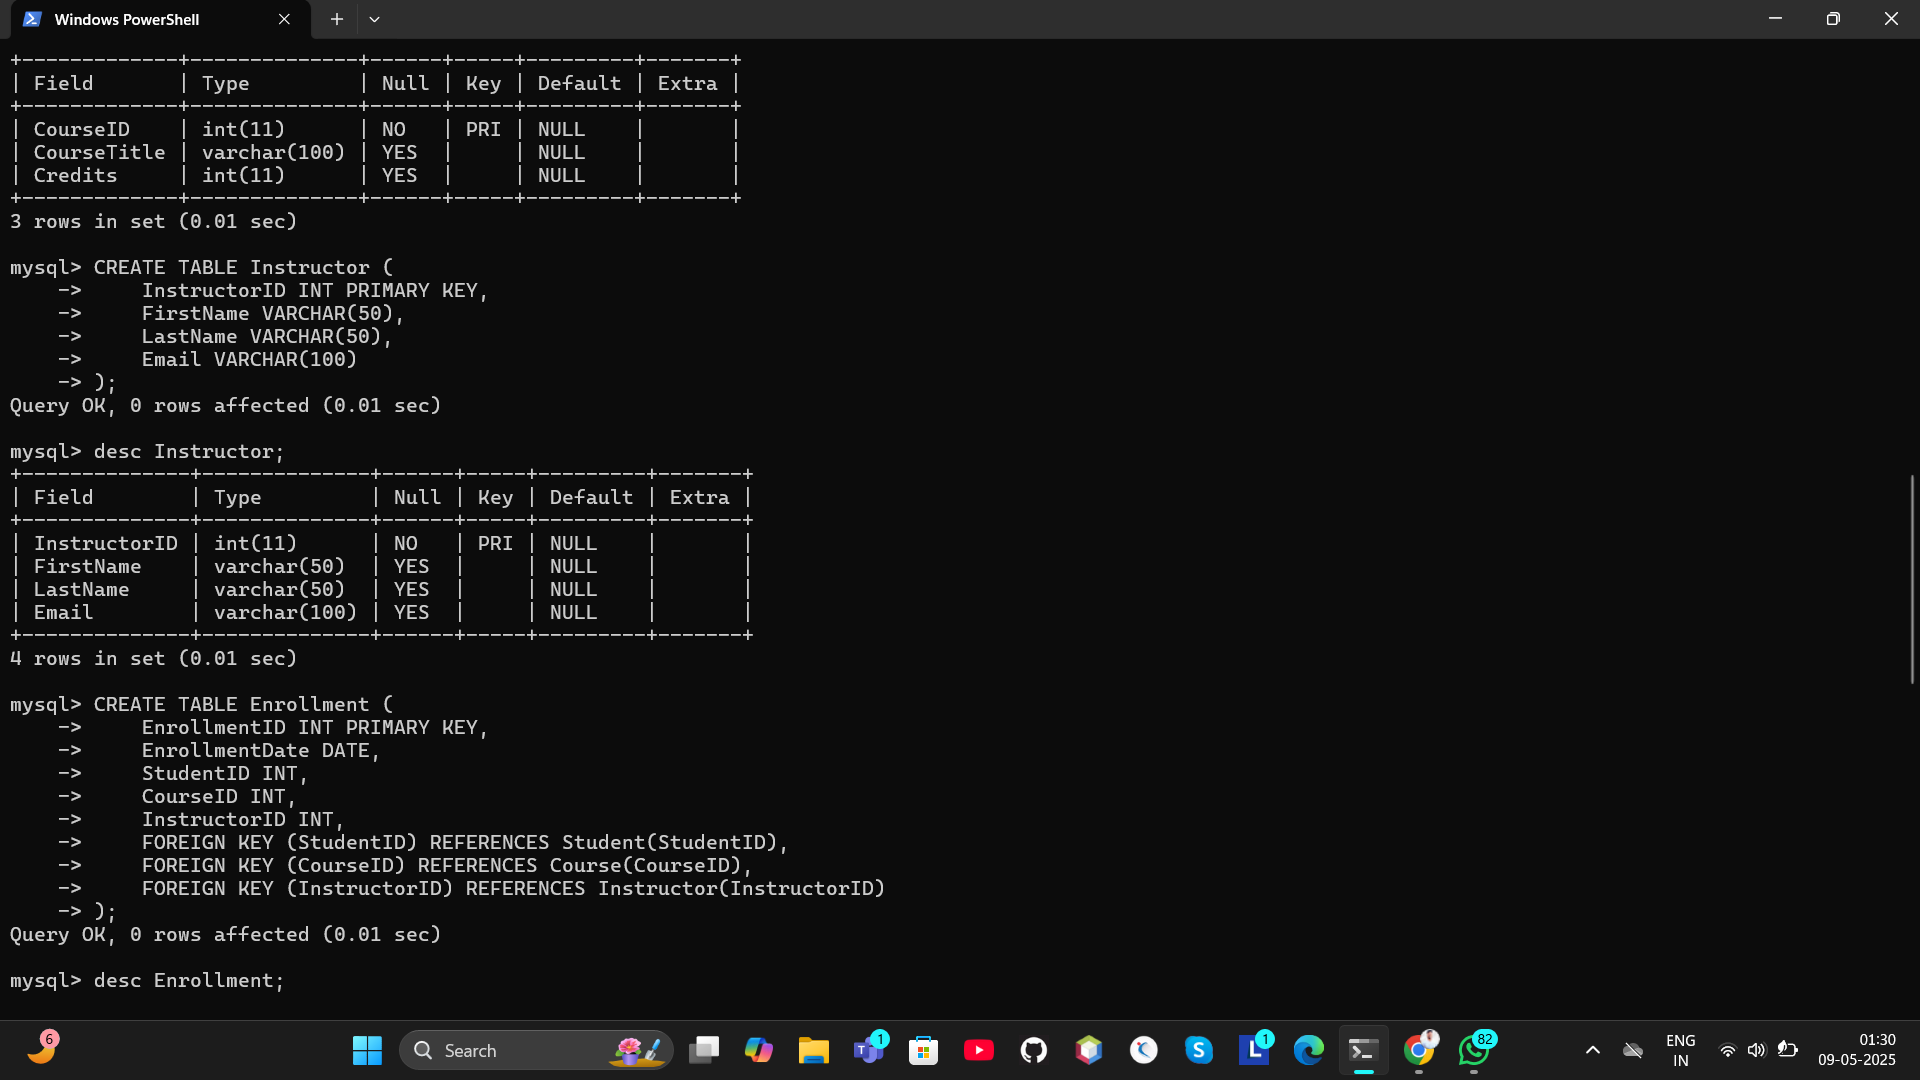 Windows PowerShell
+-------------+--------------+------+-----+---------+-------+
| Field       | Type         | Null | Key | Default | Extra |
+-------------+--------------+------+-----+---------+-------+
| CourseID    | int(11)      | NO   | PRI | NULL    |       |
| CourseTitle | varchar(100) | YES  |     | NULL    |       |
| Credits     | int(11)      | YES  |     | NULL    |       |
+-------------+--------------+------+-----+---------+-------+
3 rows in set (0.01 sec)
mysql> CREATE TABLE Instructor (
    ->     InstructorID INT PRIMARY KEY,
    ->     FirstName VARCHAR(50),
    ->     LastName VARCHAR(50),
    ->     Email VARCHAR(100)
    -> );
Query OK, 0 rows affected (0.01 sec)
mysql> desc Instructor;
+--------------+--------------+------+-----+---------+-------+
| Field        | Type         | Null | Key | Default | Extra |
+--------------+--------------+------+-----+---------+-------+
| InstructorID | int(11)      | NO   | PRI | NULL    |       |
| FirstName    | varchar(50)  | YES  |     | NULL    |       |
| LastName     | varchar(50)  | YES  |     | NULL    |       |
| Email        | varchar(100) | YES  |     | NULL    |       |
+--------------+--------------+------+-----+---------+-------+
4 rows in set (0.01 sec)
mysql> CREATE TABLE Enrollment (
    ->     EnrollmentID INT PRIMARY KEY,
    ->     EnrollmentDate DATE,
    ->     StudentID INT,
    ->     CourseID INT,
    ->     InstructorID INT,
    ->     FOREIGN KEY (StudentID) REFERENCES Student(StudentID),
    ->     FOREIGN KEY (CourseID) REFERENCES Course(CourseID),
    ->     FOREIGN KEY (InstructorID) REFERENCES Instructor(InstructorID)
    -> );
Query OK, 0 rows affected (0.01 sec)
mysql> desc Enrollment;
6
Search
T
1
S
L
1
82
ENG
IN
01:30
09-05-2025